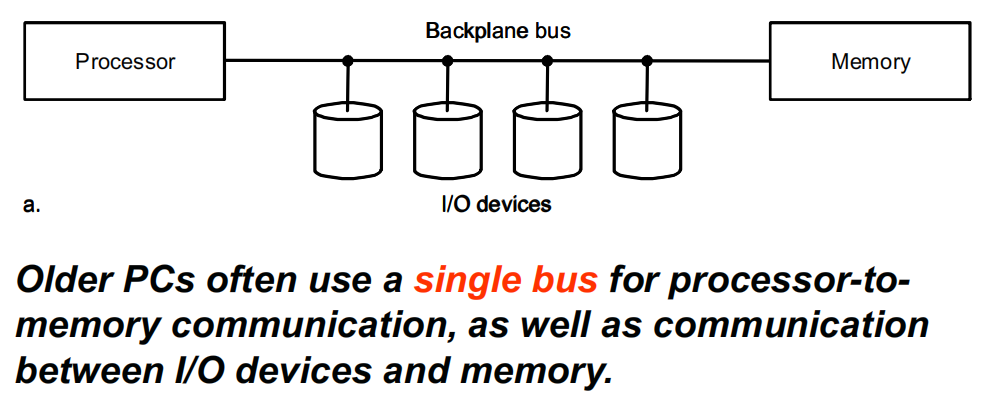 Backplane bus
Processor
Memory
a.
I/O devices
Older PCs often use a single bus for processor-to-
memory communication, as well as communication
between I/O devices and memory.